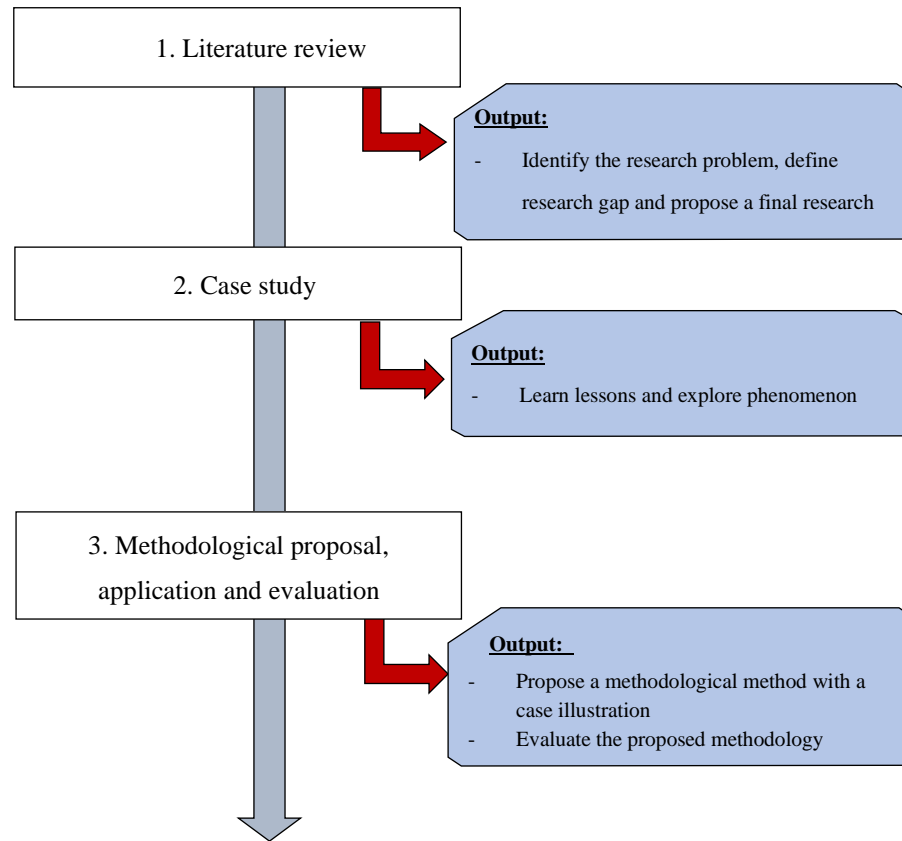 1. Literature review
Output:
- Identify the research problem, define
research gap and propose a final research
2. Case study
Output:
- Learn lessons and explore phenomenon
3. Methodological proposal,
application and evaluation
Output:
- Propose a methodological method with a
case illustration
- Evaluate the proposed methodology